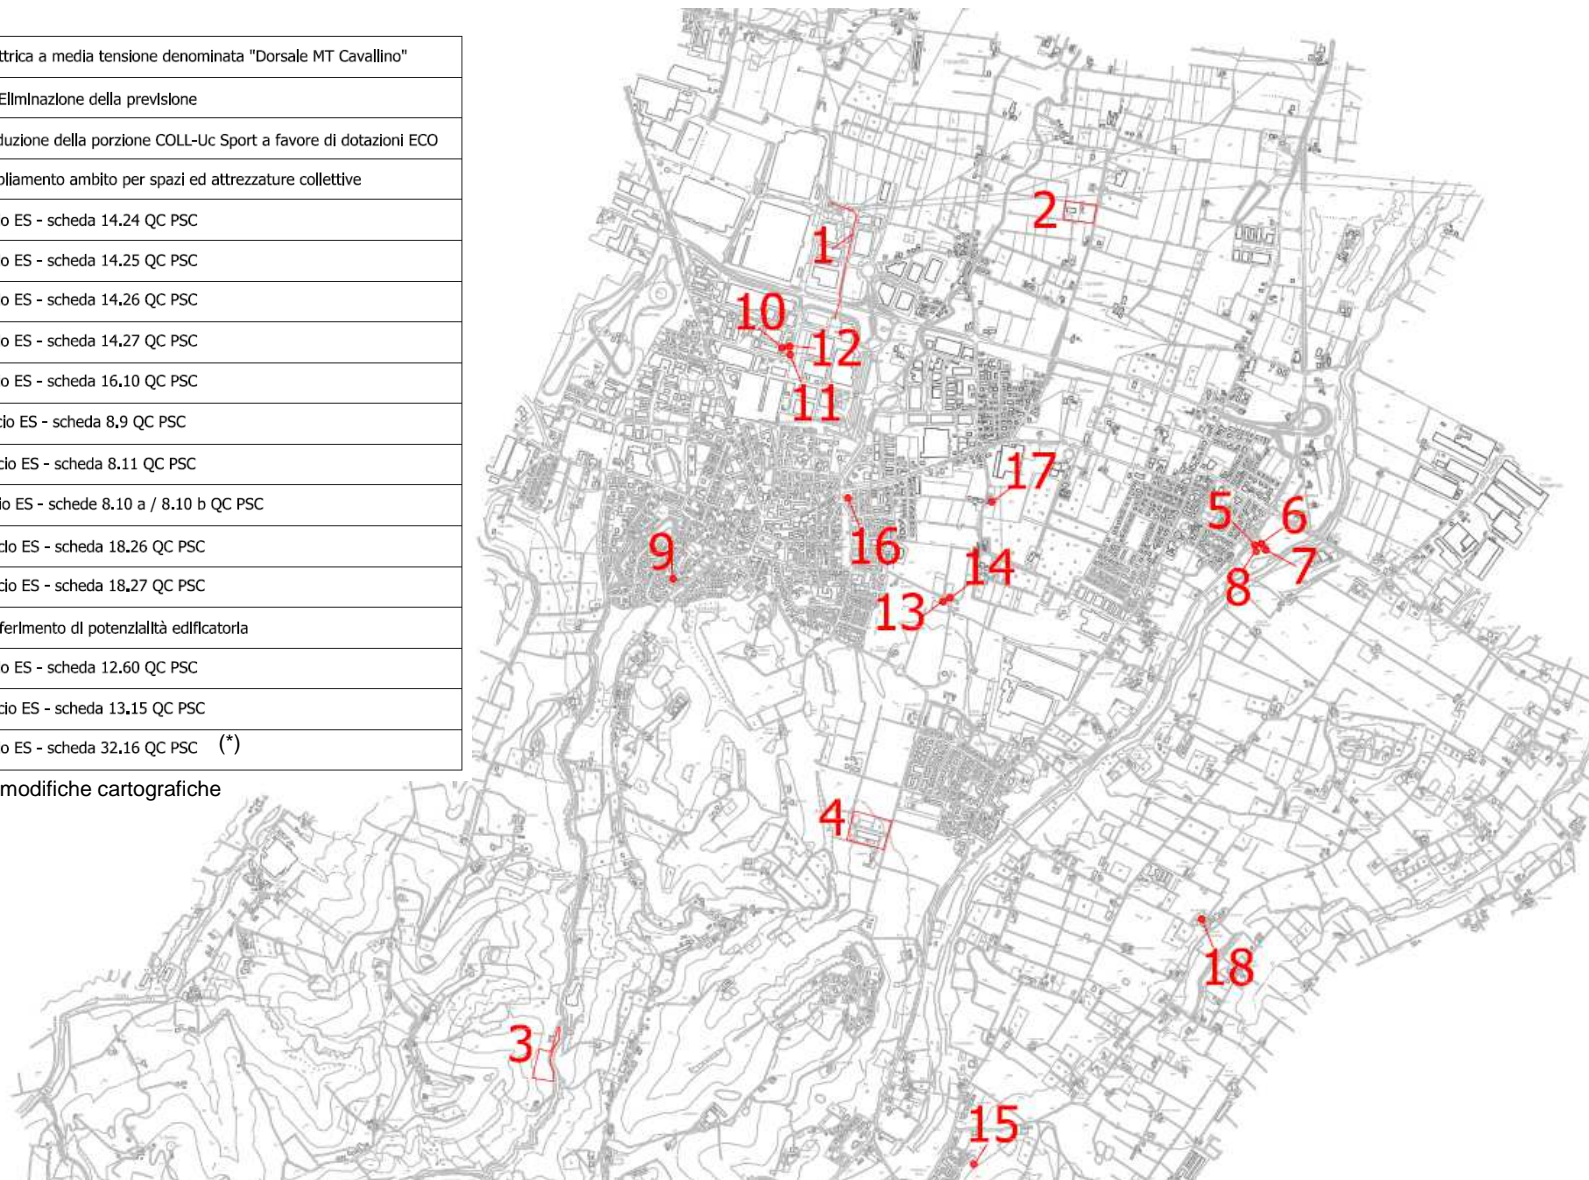 ttrica a media tensione denominata "Dorsale MT Cavallino"
Eliminazione della previsione
duzione della porzione COLL-Uc Sport a favore di dotazioni ECO
pliamento ambito per spazi ed attrezzature collettive
io ES - scheda 14.24 QC PSC
io ES - scheda 14.25 QC PSC
io ES - scheda 14.26 QC PSC
io ES - scheda 14.27 QC PSC
io ES - scheda 16.10 QC PSC
cio ES - scheda 8.9 QC PSC
cio ES - scheda 8.11 QC PSC
io ES - schede 8.10 a / 8.10 b QC PSC
cio ES - scheda 18.26 QC PSC
cio ES - scheda 18.27 QC PSC
ferimento di potenzialità edificatoria
io ES - scheda 12.60 QC PSC
cio ES - scheda 13.15 QC PSC
io ES - scheda 32.16 QC PSC (*)
modifiche cartografiche
1
2
10
12
11
17
5
6
16
9
14
7
8
13
4
18
3
15